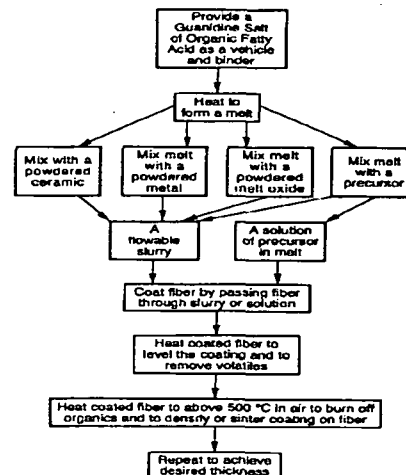 Provide a
Guanidine Salt
of Organic Fatty
Acid as a vehicle
and binder
Heat to
form a melt
Mix with a
powdered
ceramic
Mix melt
with a
powdered
metal
Mix melt
with a
powdered
melt oxide
Mix melt
with a
precursor
A
flowable
slurry
A solution
of precursor
in melt
Coat fiber by passing fiber
through slurry or solution
Heat coated fiber to
level the coating and to
remove volatiles
Heat coated fiber to above 500 °C in air to burn off
organics and to densify or sinter coating on fiber
Repeat to achieve
desired thickness